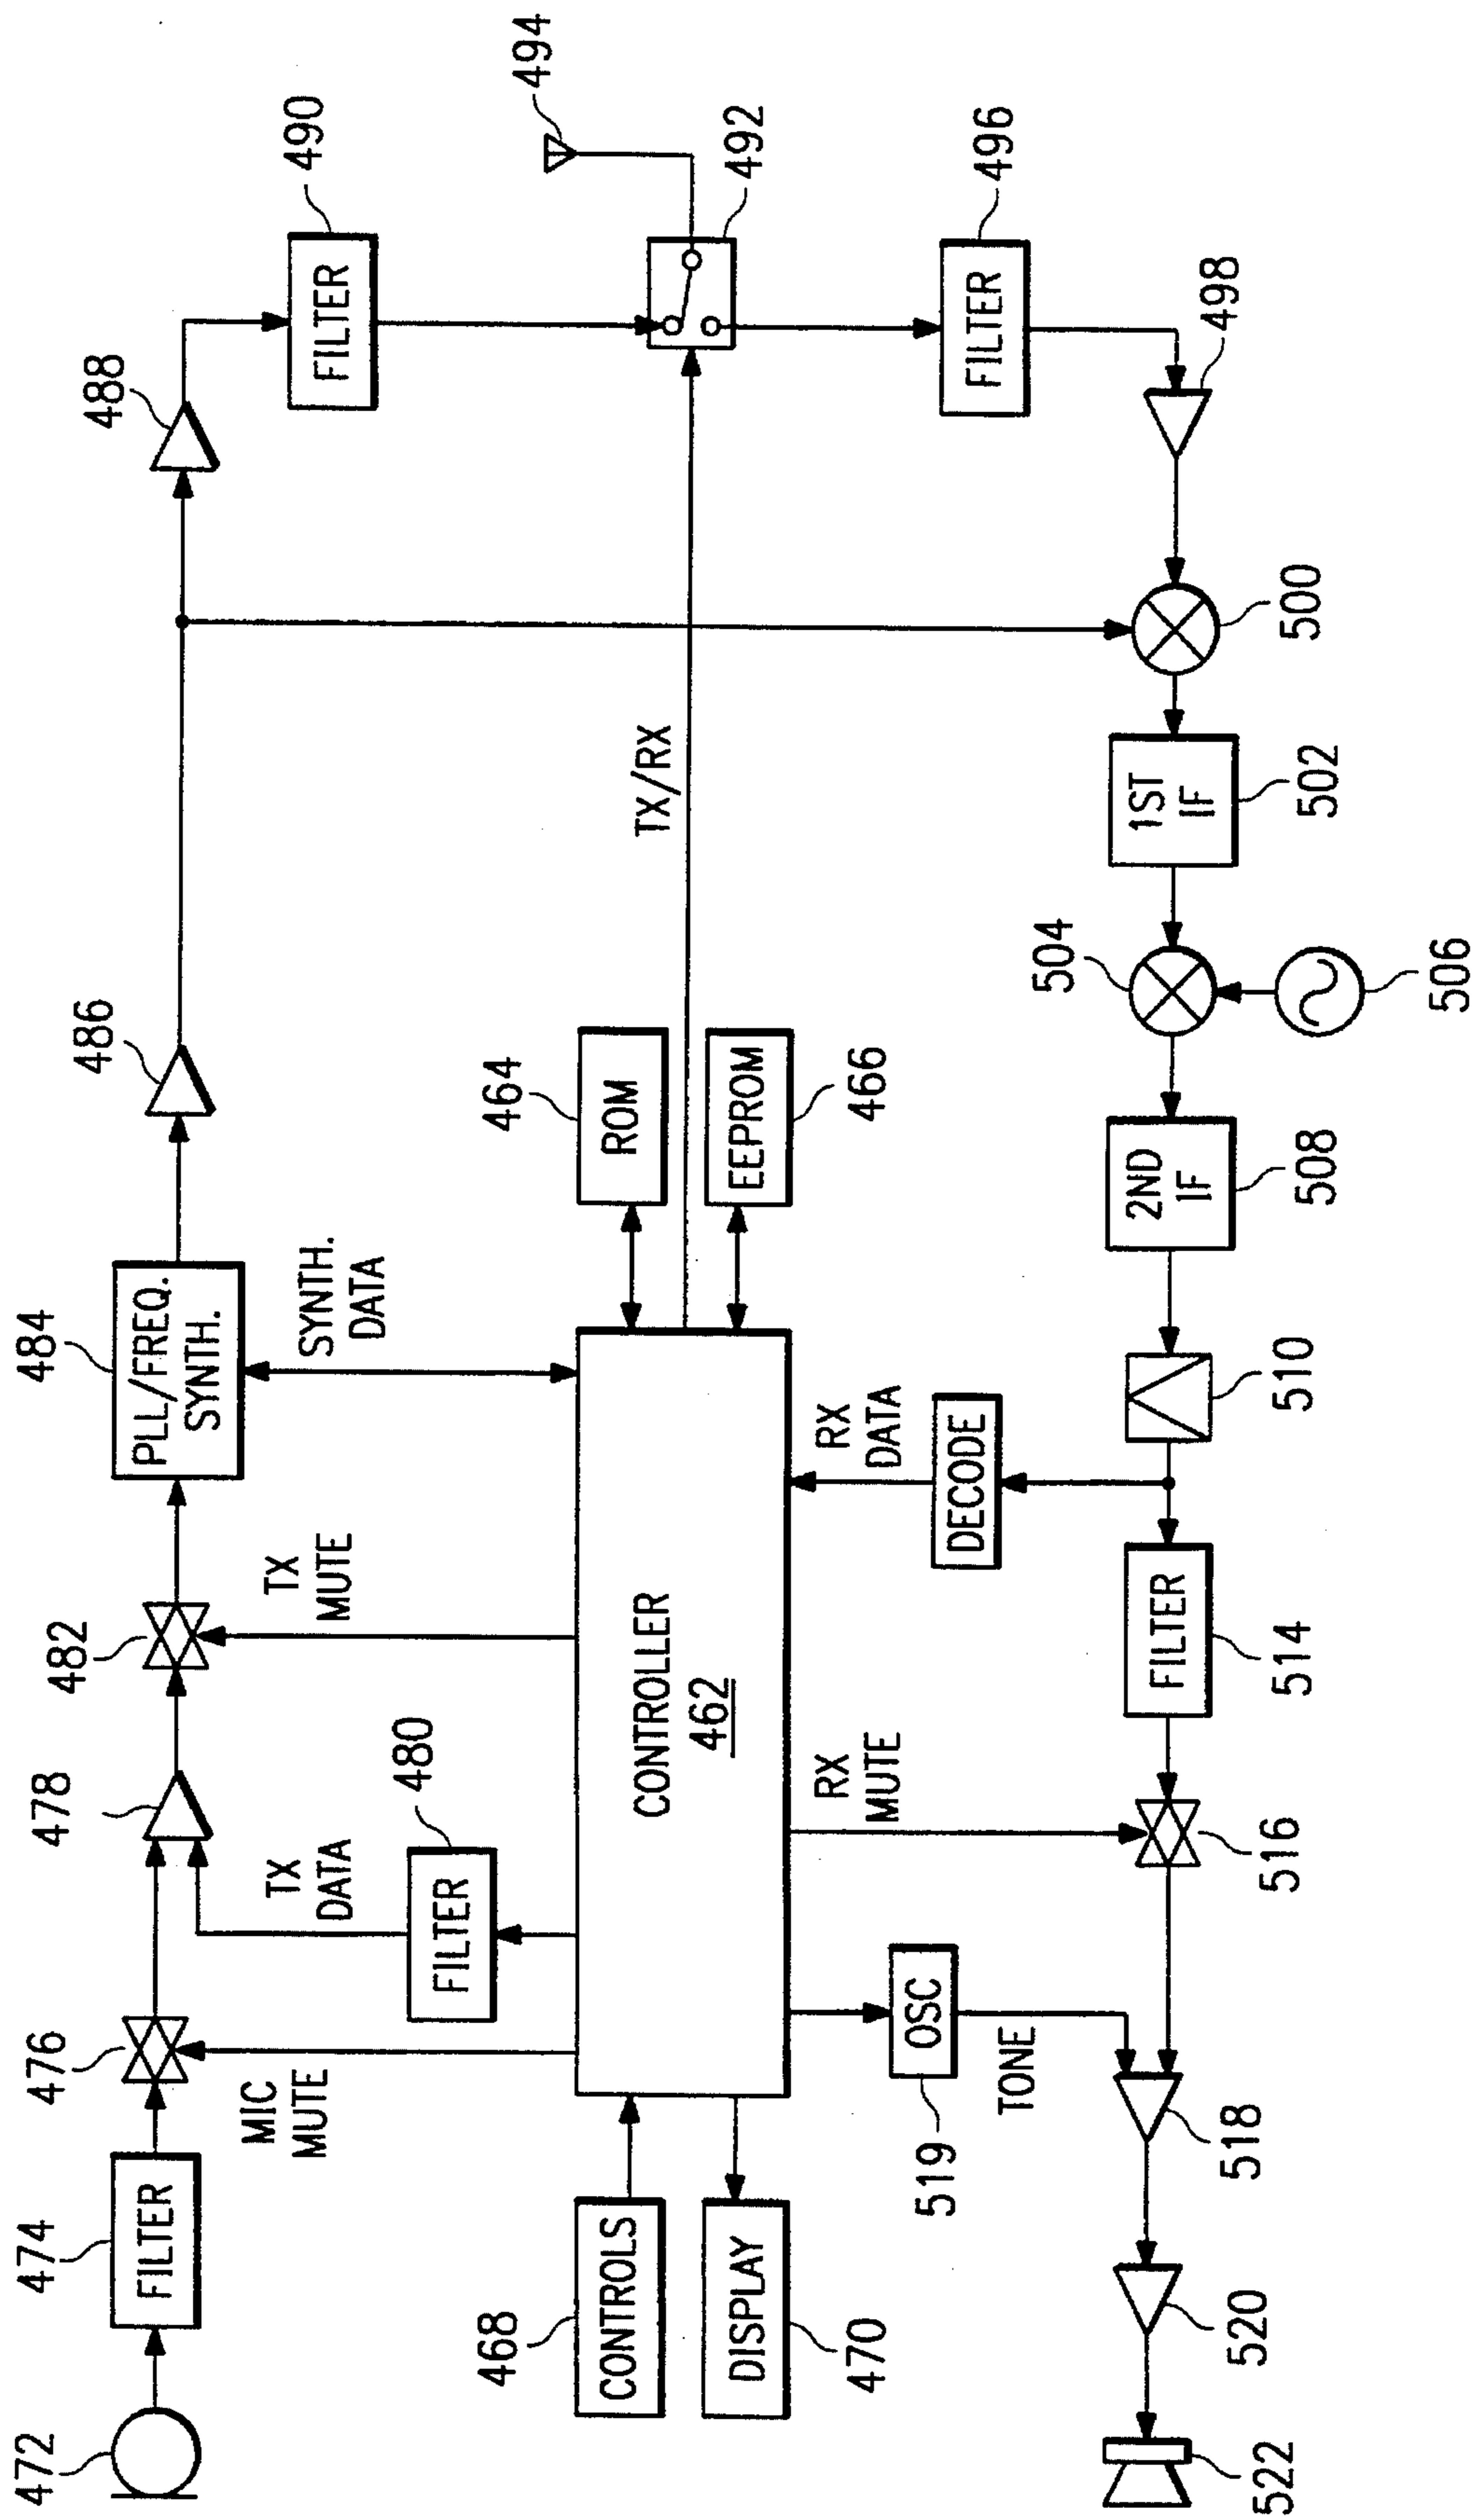 472
474
FILTER
476
MIC
MUTE
478
TX
DATA
480
FILTER
482
TX
MUTE
484
PLL/FREQ.
SYNTH.
SYNTH.
DATA
486
488
490
FILTER
494
492
TX/RX
468
CONTROLS
470
DISPLAY
CONTROLLER
462
464
ROM
466
EEPROM
496
FILTER
498
500
502
1ST
IF
504
506
508
2ND
IF
510
RX
DATA
DECODE
514
FILTER
RX
MUTE
516
519
OSC
TONE
518
520
522